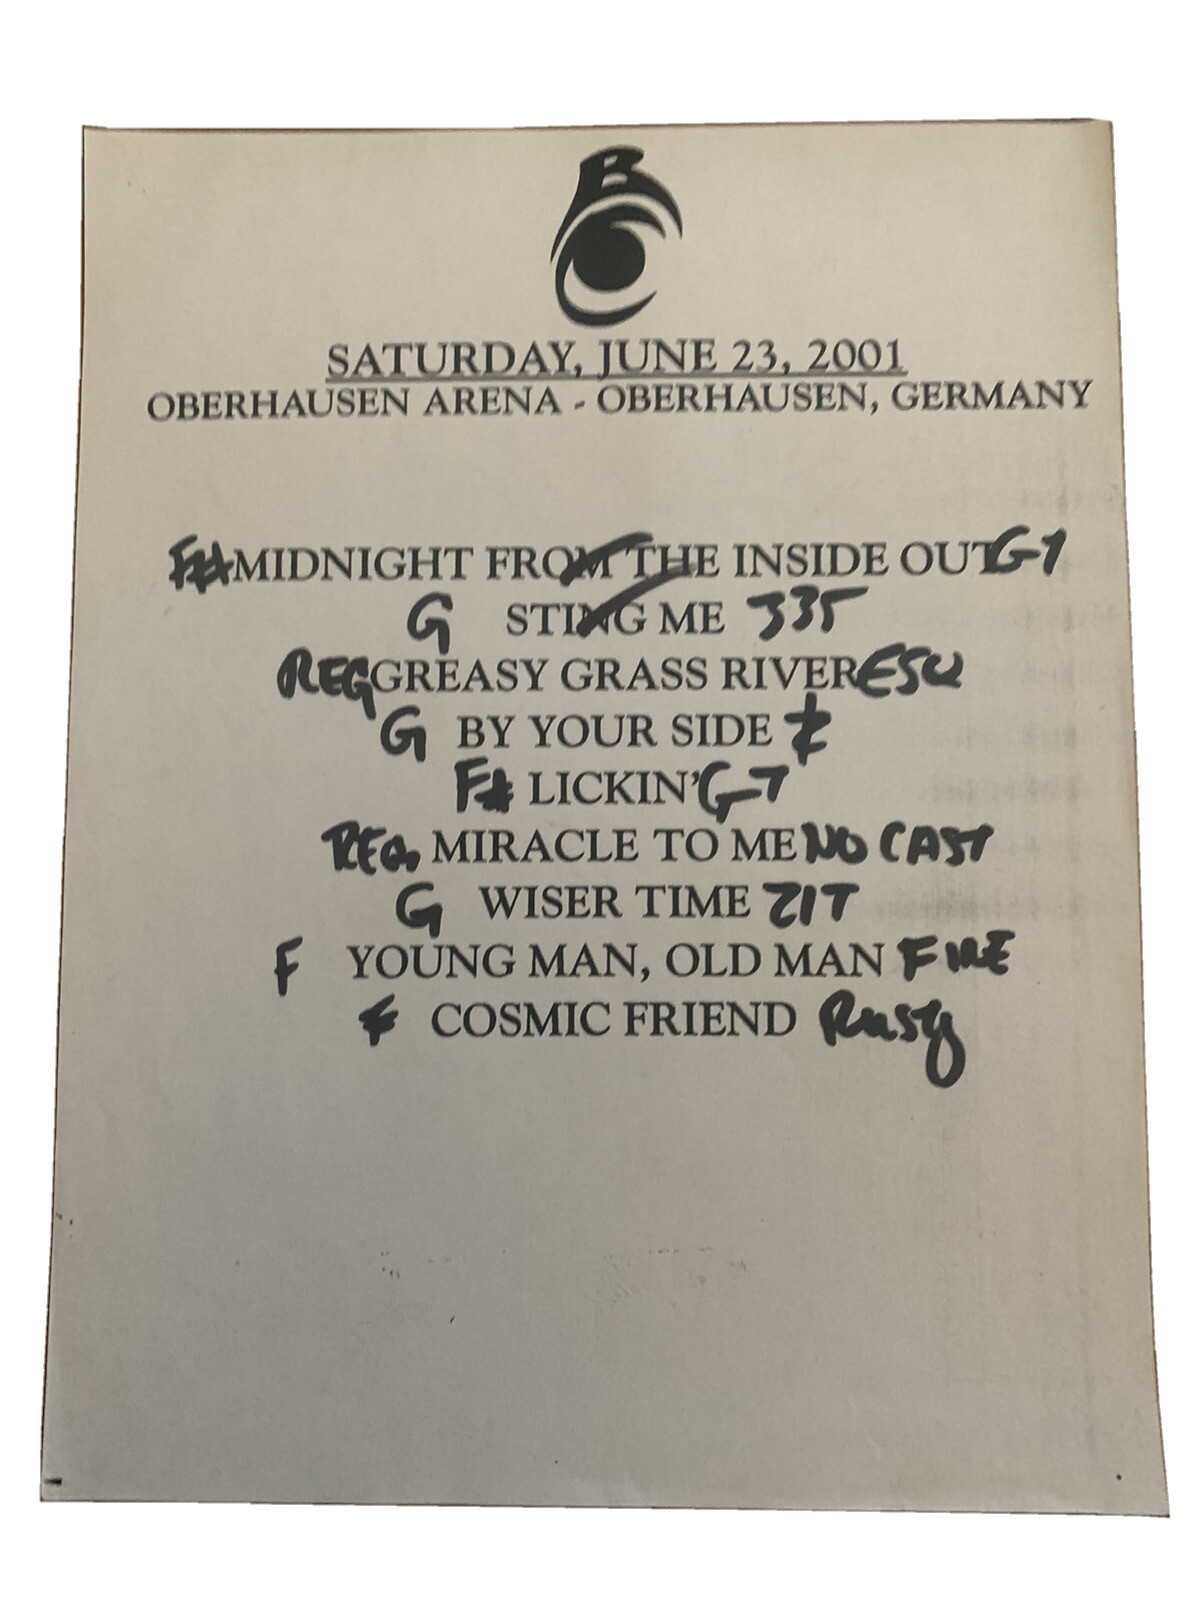 B
SATURDAY, JUNE 23, 2001
OBERHAUSEN ARENA - OBERHAUSEN, GERMANY
F# MIDNIGHT FROM THE INSIDE OUT G-7
G STING ME 335
REG GREASY GRASS RIVER ESQ
G BY YOUR SIDE Z
F# LICKIN' G-7
REG MIRACLE TO ME NO CAST
G WISER TIME ZIT
F YOUNG MAN, OLD MAN FIRE
COSMIC FRIEND Rusty